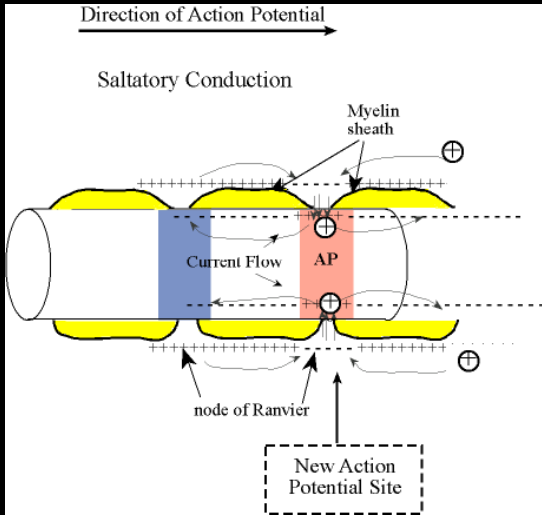 Direction of Action Potential
Saltatory Conduction
Myelin
sheath
Current Flow
AP
node of Ranvier
New Action
Potential Site